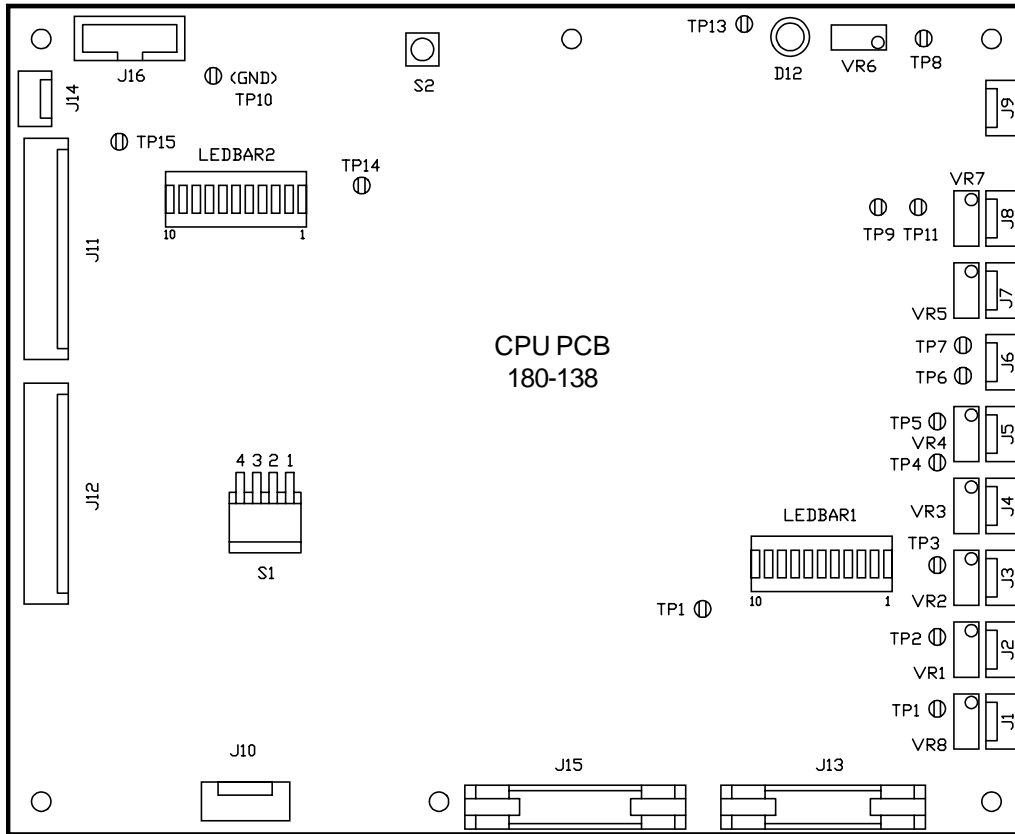 TP13
J16
(GND)
TP10
S2
D12
VR6
TP8
J14
J9
TP15
LEDBAR2
TP14
10
1
VR7
J8
TP9
TP11
J11
J7
VR5
CPU PCB
180-138
TP7
J6
TP6
TP5
VR4
J5
TP4
4 3 2 1
J12
S1
LEDBAR1
VR3
J4
TP3
10
1
VR2
J3
TP1
TP2
VR1
J2
TP1
VR8
J1
J10
J15
J13